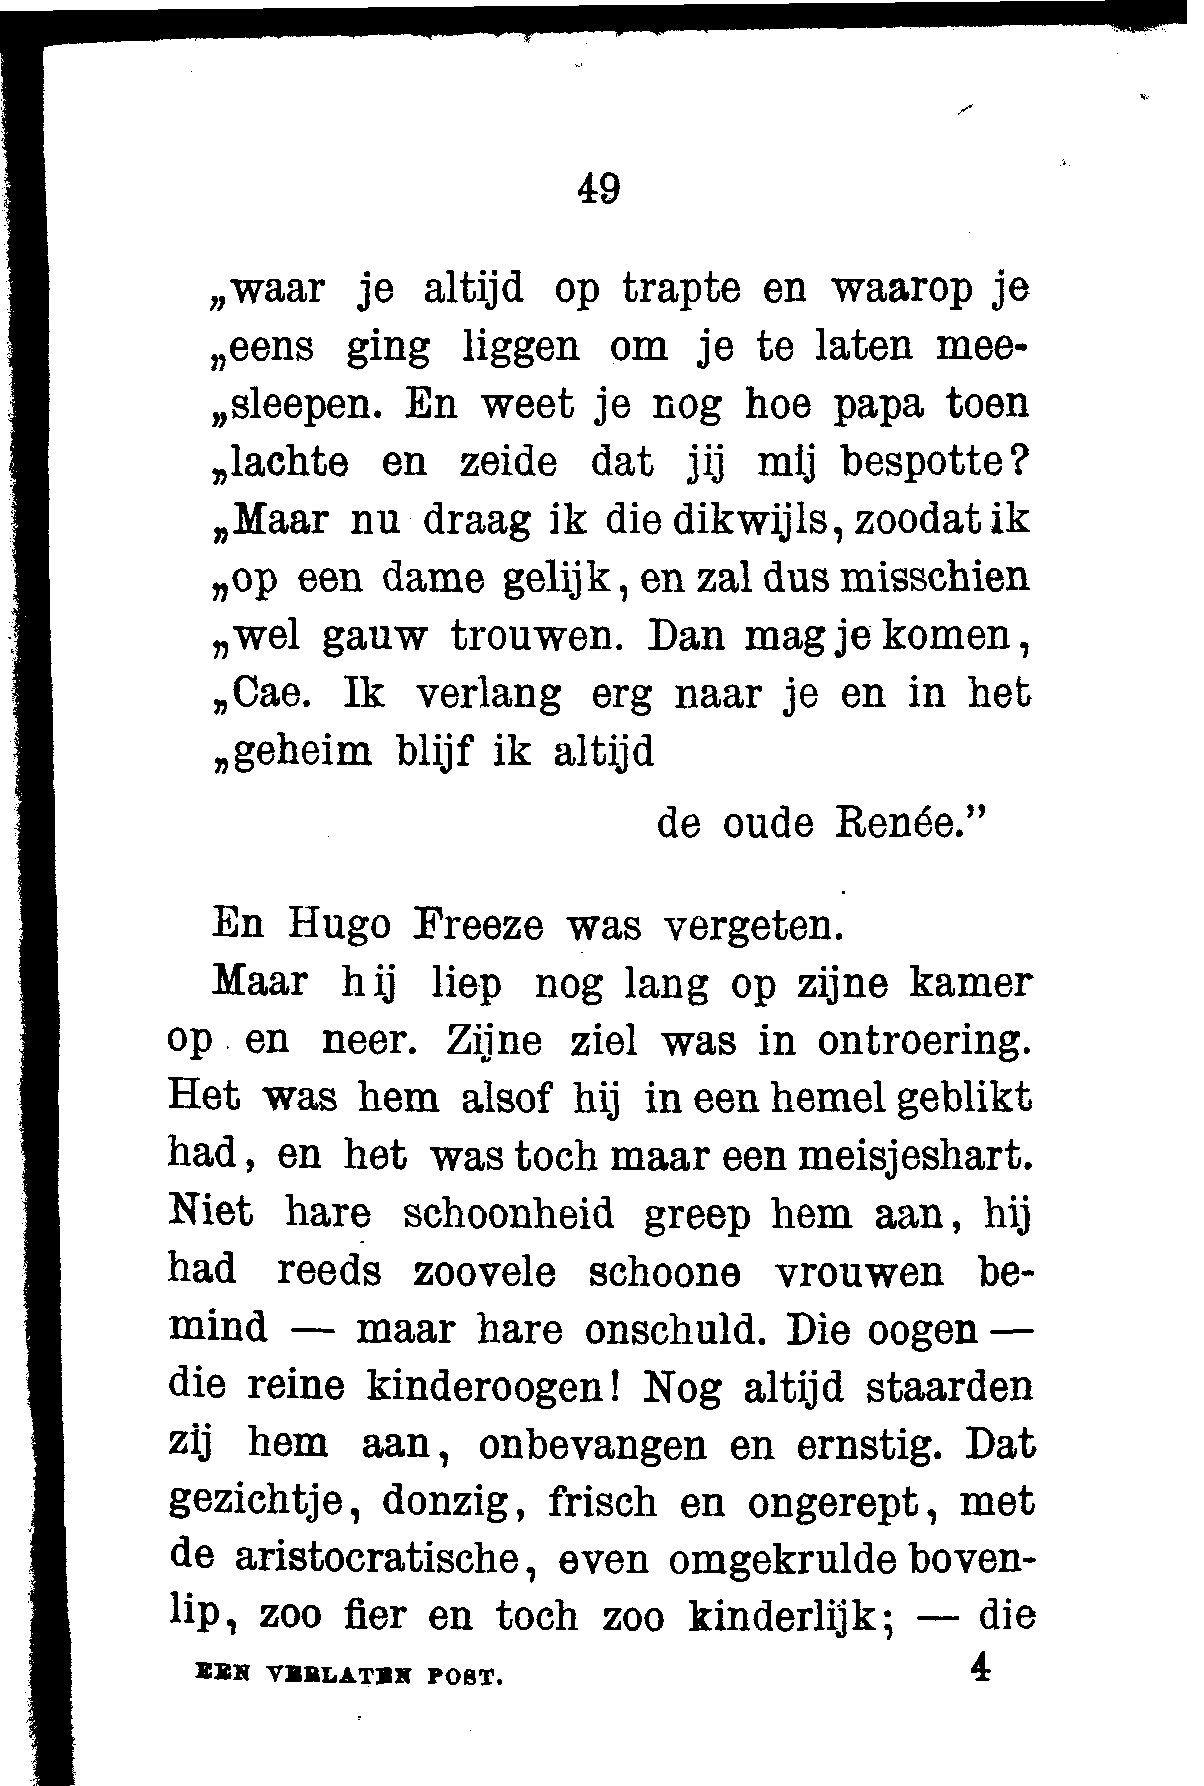 49
„waar je altijd op trapte en waarop je
„eens ging liggen om je te laten mee-
„sleepen. En weet je nog hoe papa toen
„lachte en zeide dat jij mij bespotte?
„Maar nu draag ik die dikwijls, zoodat ik
„op een dame gelijk, en zal dus misschien
„wel gauw trouwen. Dan mag je komen,
„Cae. Ik verlang erg naar je en in het
„geheim blijf ik altijd
de oude Renée.”
En Hugo Freeze was vergeten.
Maar hij liep nog lang op zijne kamer
op en neer. Zijne ziel was in ontroering.
Het was hem alsof hij in een hemel geblikt
had, en het was toch maar een meisjeshart.
Niet hare schoonheid greep hem aan, hij
had reeds zoovele schoone vrouwen be-
mind — maar hare onschuld. Die oogen —
die reine kinderoogen! Nog altijd staarden
zij hem aan, onbevangen en ernstig. Dat
gezichtje, donzig, frisch en ongerept, met
de aristocratische, even omgekrulde boven-
lip, zoo fier en toch zoo kinderlijk; — die
EEN VERLATEN POST. 4